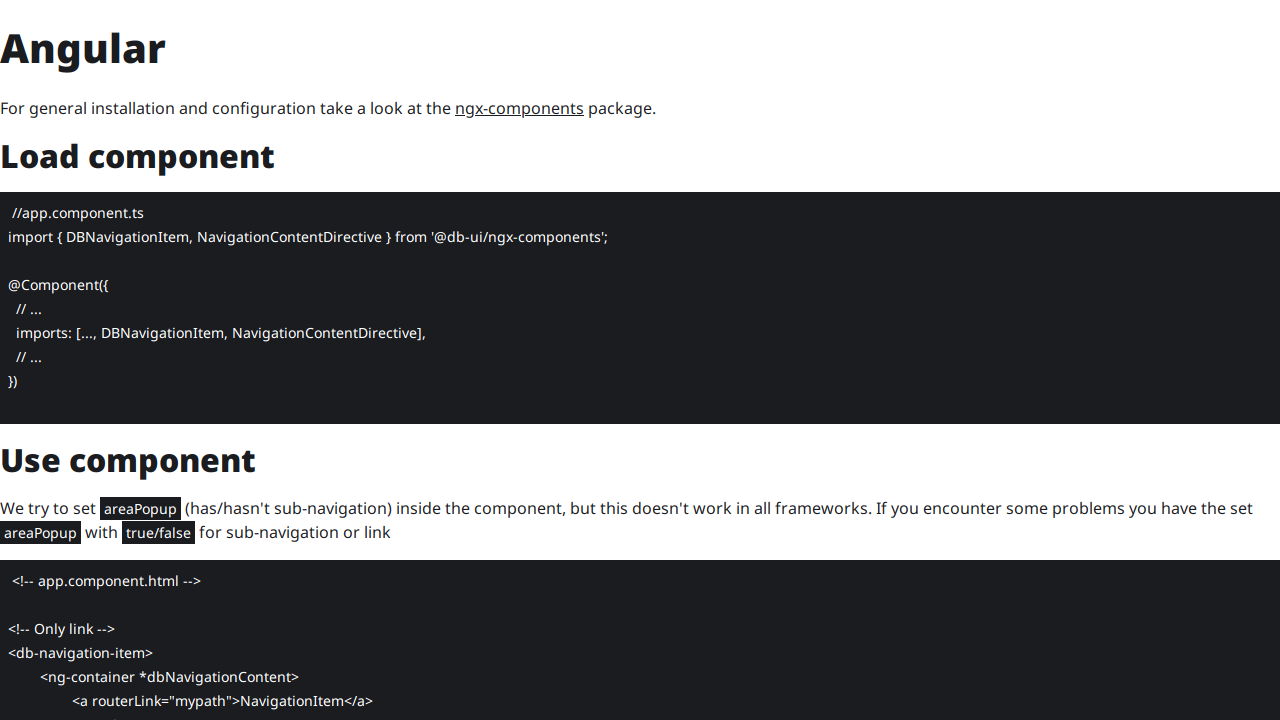 Angular
For general installation and configuration take a look at the ngx-components package.
Load component
//app.component.ts
import { DBNavigationItem, NavigationContentDirective } from '@db-ui/ngx-components';
@Component({
// ...
imports: [..., DBNavigationItem, NavigationContentDirective],
// ...
})
Use component
We try to set areaPopup (has/hasn't sub-navigation) inside the component, but this doesn't work in all frameworks. If you encounter some problems you have the set
areaPopup with true/false for sub-navigation or link
<!-- app.component.html -->
<!-- Only link -->
<db-navigation-item>
<ng-container *dbNavigationContent>
<a routerLink="mypath">NavigationItem</a>